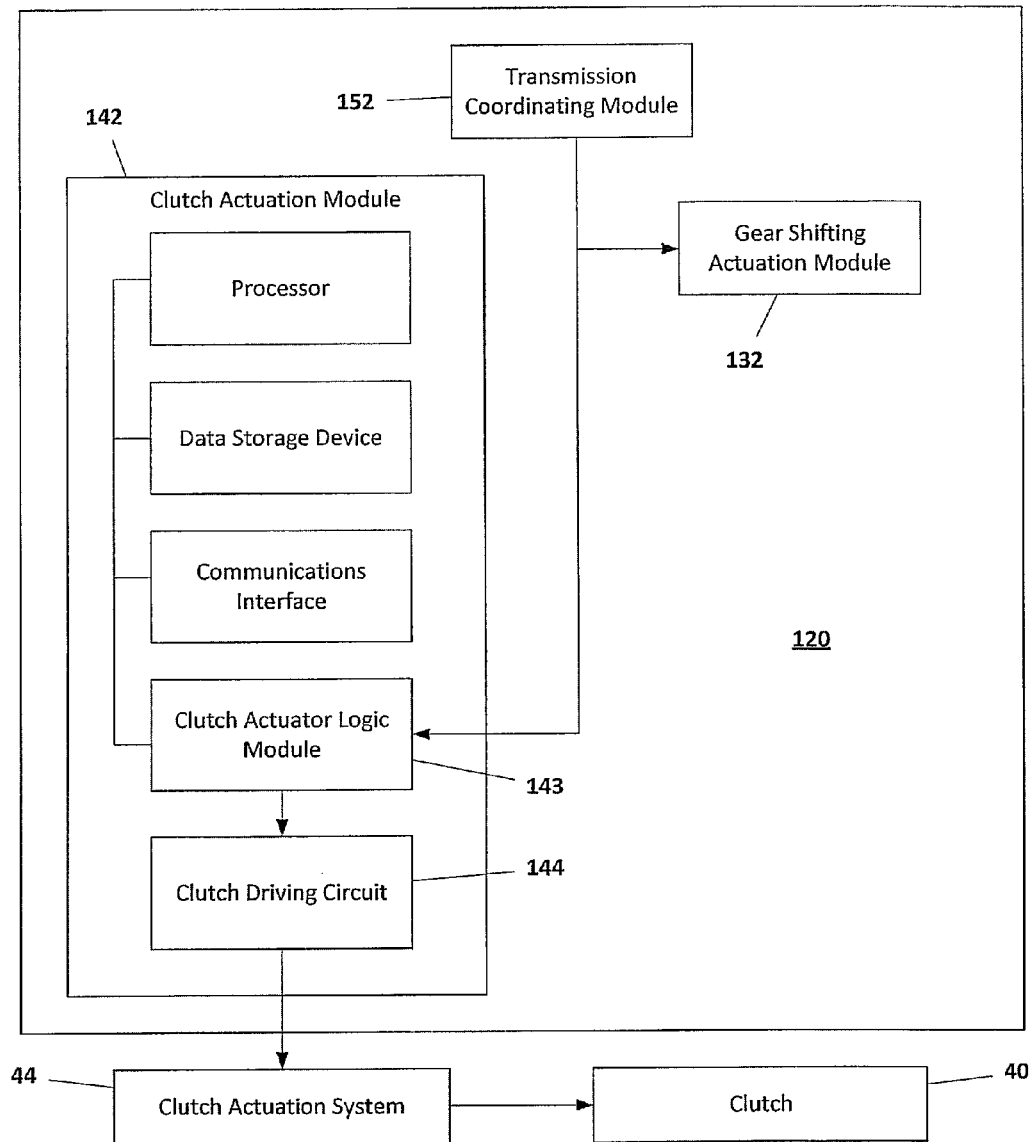 Transmission
Coordinating Module
152
142
Clutch Actuation Module
Gear Shifting
Actuation Module
Processor
132
Data Storage Device
Communications
Interface
120
Clutch Actuator Logic
Module
143
Clutch Driving Circuit
144
44
Clutch Actuation System
Clutch
40